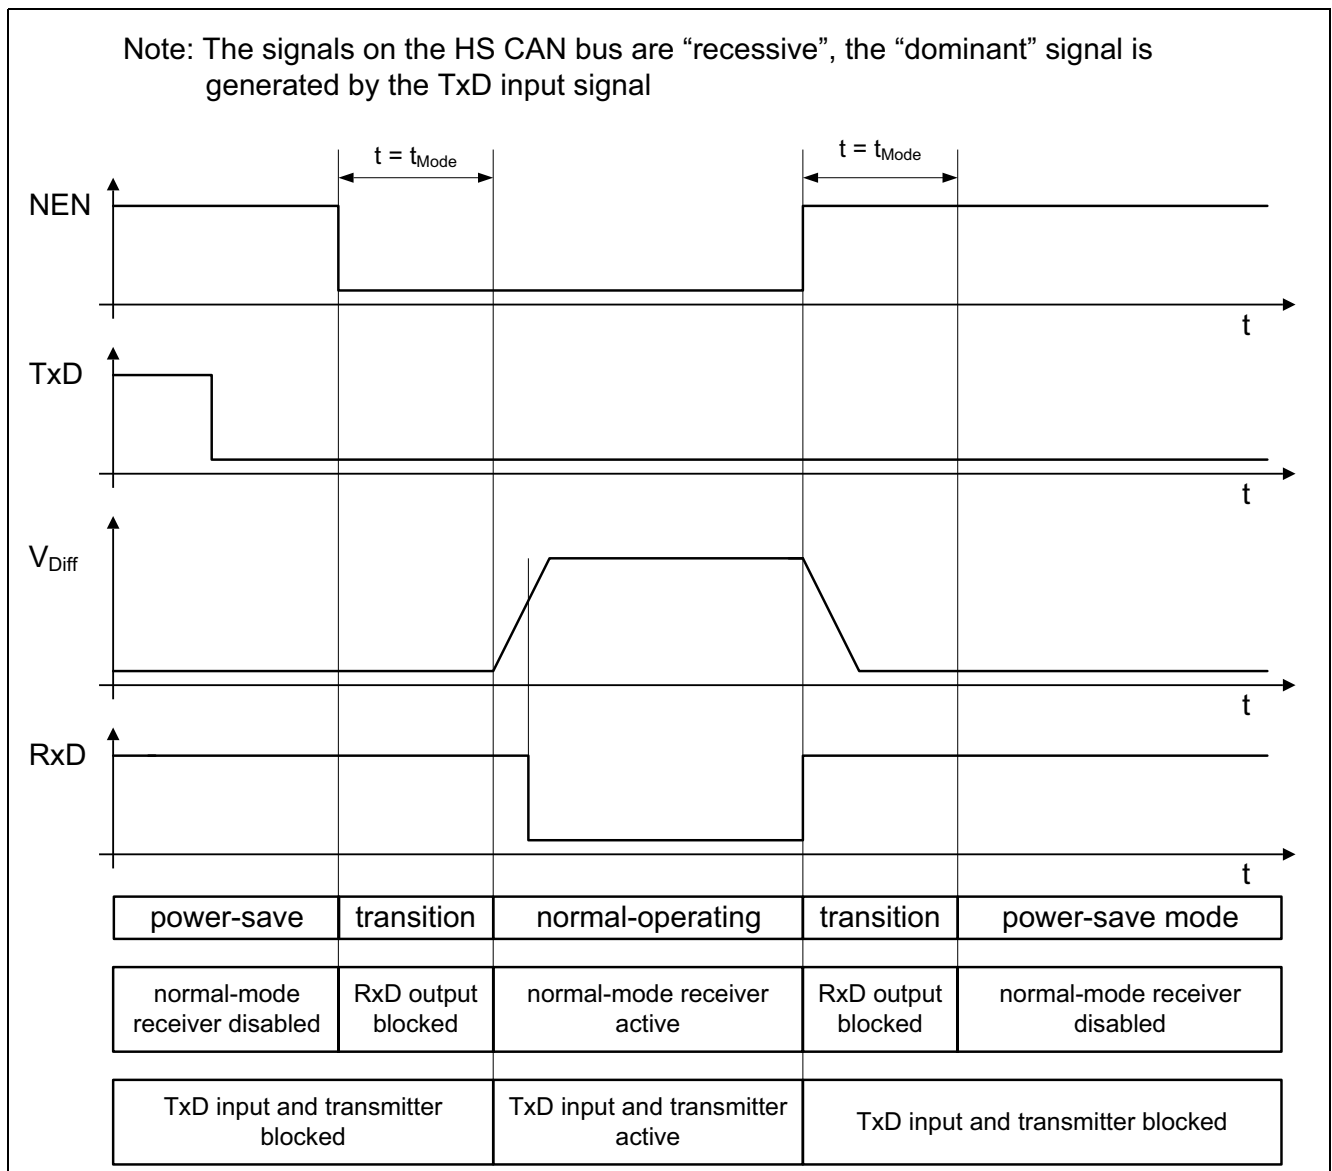 Note: The signals on the HS CAN bus are “recessive”, the “dominant” signal is
generated by the TxD input signal
t = tMode
t = tMode
NEN
t
TxD
t
VDiff
t
RxD
t
power-save
transition
normal-operating
transition
power-save mode
normal-mode
receiver disabled
RxD output
blocked
normal-mode receiver
active
RxD output
blocked
normal-mode receiver
disabled
TxD input and transmitter
blocked
TxD input and transmitter
active
TxD input and transmitter blocked